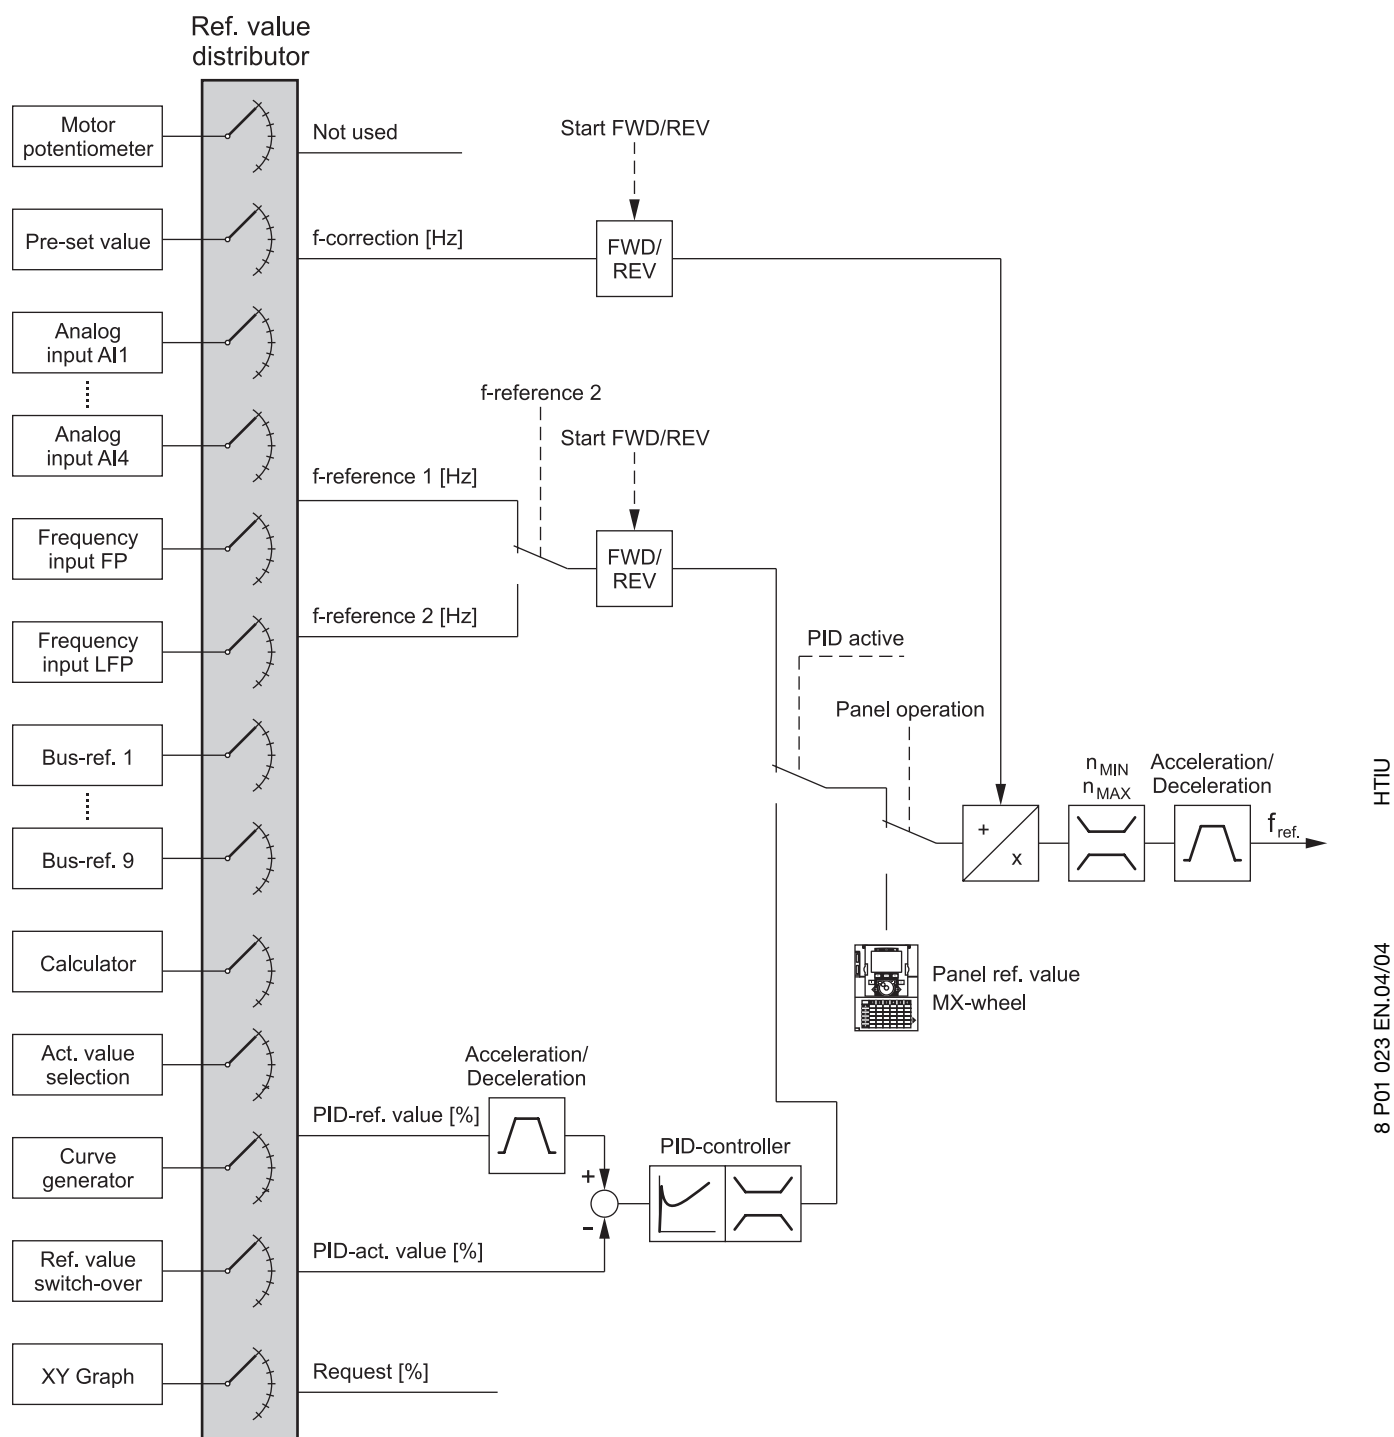 Ref. value
distributor
Motor
potentiometer
Not used
Start FWD/REV
Pre-set value
f-correction [Hz]
FWD/
REV
Analog
input AI1
f-reference 2
Analog
input AI4
Start FWD/REV
f-reference 1 [Hz]
Frequency
input FP
FWD/
REV
f-reference 2 [Hz]
Frequency
input LFP
PID active
Panel operation
Bus-ref. 1
n MIN
n MAX
Acceleration/
Deceleration
+
x
f ref.
Bus-ref. 9
Calculator
Panel ref. value
MX-wheel
Act. value
selection
Acceleration/
Deceleration
PID-ref. value [%]
Curve
generator
PID-controller
+
-
Ref. value
switch-over
PID-act. value [%]
XY Graph
Request [%]
HTIU
8 P01 023 EN.04/04